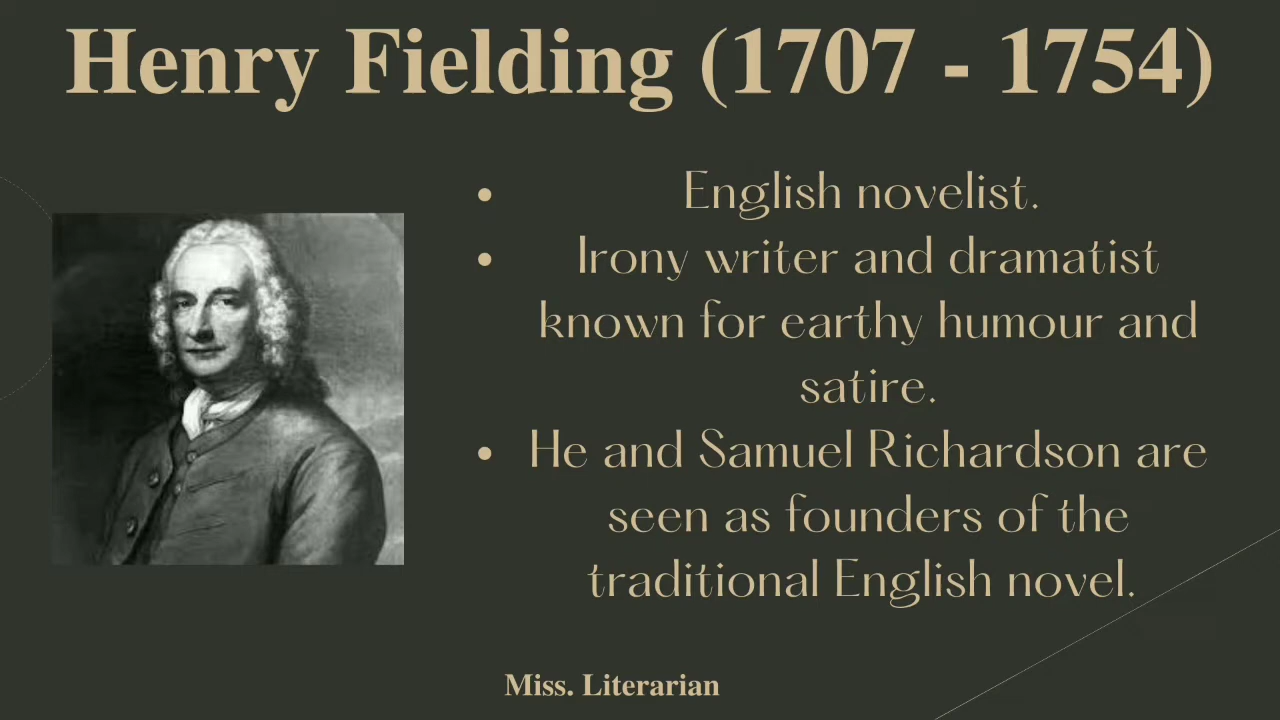 Henry Fielding (1707 - 1754)
• English novelist.
• Irony writer and dramatist
known for earthy humour and
satire.
• He and Samuel Richardson are
seen as founders of the
traditional English novel.
Miss. Literarian